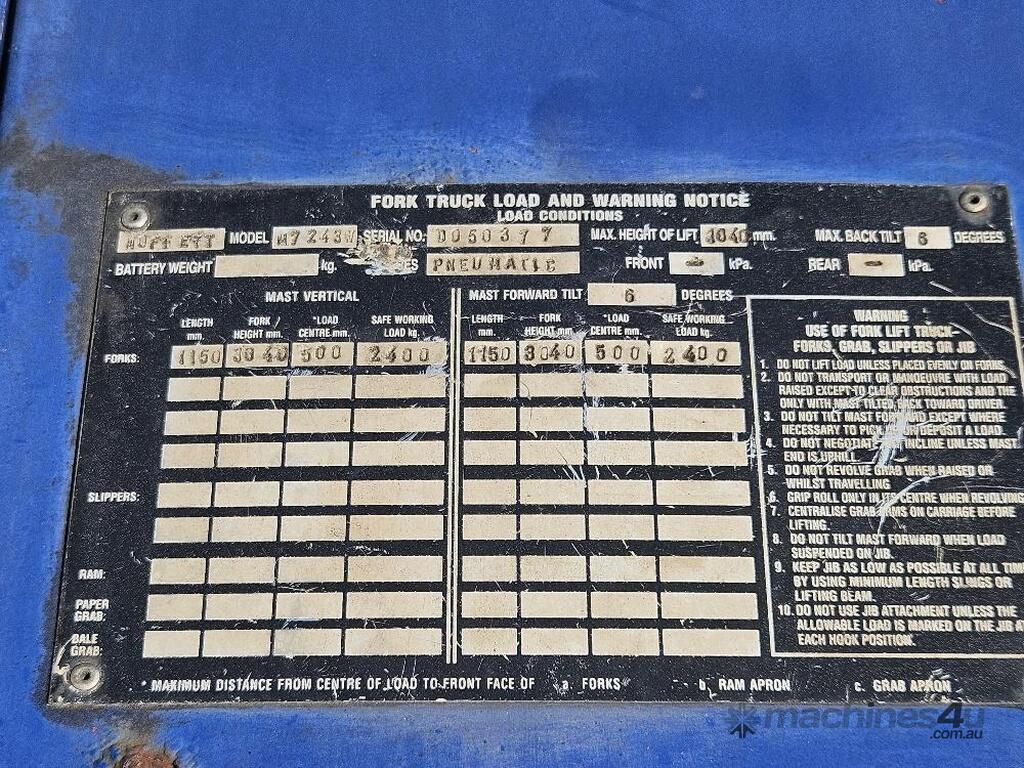 FORK TRUCK LOAD AND WARNING NOTICE
LOAD CONDITIONS
MOFFETT MODEL M7243W SERIAL NO: D050377 MAX. HEIGHT OF LIFT 3040 mm. MAX. BACK TILT 6 DEGREES
BATTERY WEIGHT kg. PNEUMATIC FRONT - kPa. REAR - kPa.
MAST VERTICAL MAST FORWARD TILT 6 DEGREES
LENGTH mm. FORK HEIGHT mm. *LOAD CENTRE mm. SAFE WORKING LOAD kg. LENGTH mm. FORK HEIGHT mm. *LOAD CENTRE mm. SAFE WORKING LOAD kg.
FORKS: 1150 3040 500 2400 1150 3040 500 2400
SLIPPERS:
RAM:
PAPER GRAB:
BALE GRAB:
WARNING
USE OF FORK LIFT TRUCK-
FORKS, GRAB, SLIPPERS OR JIB
1. DO NOT LIFT LOAD UNLESS PLACED EVENLY ON FORKS.
2. DO NOT TRANSPORT OR MANOEUVRE WITH LOAD
RAISED EXCEPT TO CLEAR OBSTRUCTIONS AND THE
ONLY WITH MAST TILTED BACK TOWARD DRIVER.
3. DO NOT TILT MAST FORWARD EXCEPT WHERE
NECESSARY TO PICK UP OR DEPOSIT A LOAD.
4. DO NOT NEGOTIATE AN INCLINE UNLESS MAST
END IS UPHILL.
5. DO NOT REVOLVE GRAB WHEN RAISED OR
WHILST TRAVELLING
6. GRIP ROLL ONLY IN ITS CENTRE WHEN REVOLVING
7. CENTRALISE GRAB ARMS ON CARRIAGE BEFORE
LIFTING.
8. DO NOT TILT MAST FORWARD WHEN LOAD
SUSPENDED ON JIB.
9. KEEP JIB AS LOW AS POSSIBLE AT ALL TIM
BY USING MINIMUM LENGTH SLINGS OR
LIFTING BEAM.
10. DO NOT USE JIB ATTACHMENT UNLESS THE
ALLOWABLE LOAD IS MARKED ON THE JIB AT
EACH HOOK POSITION.
* MAXIMUM DISTANCE FROM CENTRE OF LOAD TO FRONT FACE OF a. FORKS b. RAM APRON c. GRAB APRON
machines4u
.com.au